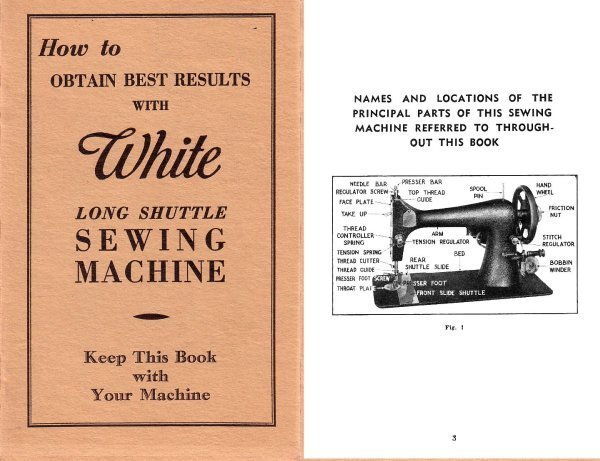 How to
OBTAIN BEST RESULTS
WITH
White
LONG SHUTTLE
SEWING
MACHINE
Keep This Book
with
Your Machine
NAMES AND LOCATIONS OF THE
PRINCIPAL PARTS OF THIS SEWING
MACHINE REFERRED TO THROUGH-
OUT THIS BOOK
NEEDLE BAR
REGULATOR SCREW
FACE PLATE
TAKE UP
THREAD
CONTROLLER
SPRING
TENSION SPRING
THREAD CUTTER
THREAD GUIDE
PRESSER FOOT SCREW
THROAT PLAT
PRESSER BAR
TOP THREAD
GUIDE
SPOOL
PIN
ARM
TENSION REGULATOR
REAR
SHUTTLE SLIDE
BED
SSER FOOT
FRONT SLIDE SHUTTLE
HAND
WHEEL
FRICTION
NUT
STITCH
REGULATOR
BOBBIN
WINDER
Fig. 1
3